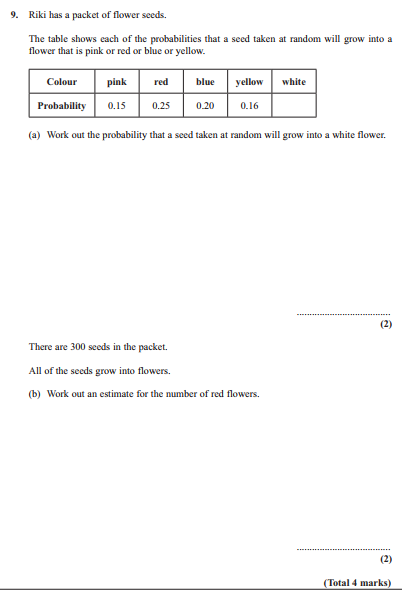 9. Riki has a packet of flower seeds.
The table shows each of the probabilities that a seed taken at random will grow into a
flower that is pink or red or blue or yellow.
Colour pink red blue yellow white
Probability 0.15 0.25 0.20 0.16
(a) Work out the probability that a seed taken at random will grow into a white flower.
(2)
There are 300 seeds in the packet.
All of the seeds grow into flowers.
(b) Work out an estimate for the number of red flowers.
(2)
(Total 4 marks)